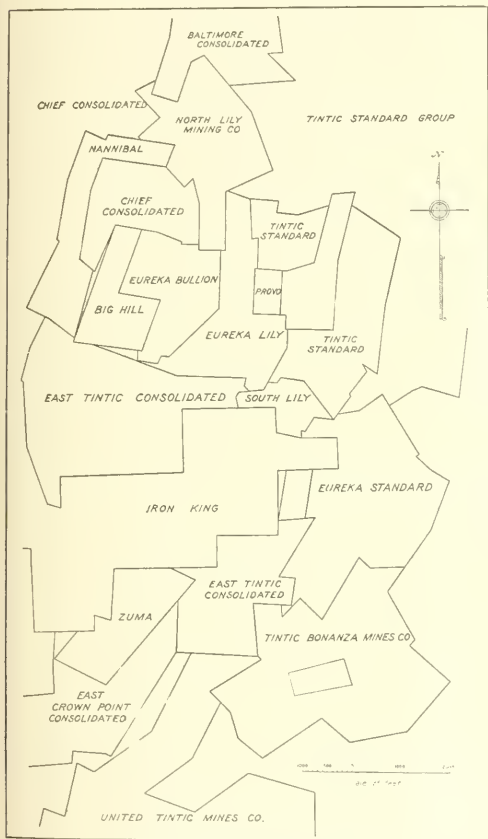 BALTIMORE
CONSOLIDATED
CHIEF CONSOLIDATED
NORTH LILY
MINING CO
TINTIC STANDARD GROUP
NANNIBAL
CHIEF
CONSOLIDATED
TINTIC
STANDARD
EUREKA BULLION
PROVO
BIG HILL
EUREKA LILY
TINTIC
STANDARD
EAST TINTIC CONSOLIDATED
SOUTH LILY
EUREKA STANDARD
IRON KING
EAST TINTIC
CONSOLIDATED
ZUMA
TINTIC BONANZA MINES CO
EAST
CROWN POINT
CONSOLIDATED
UNITED TINTIC MINES CO.